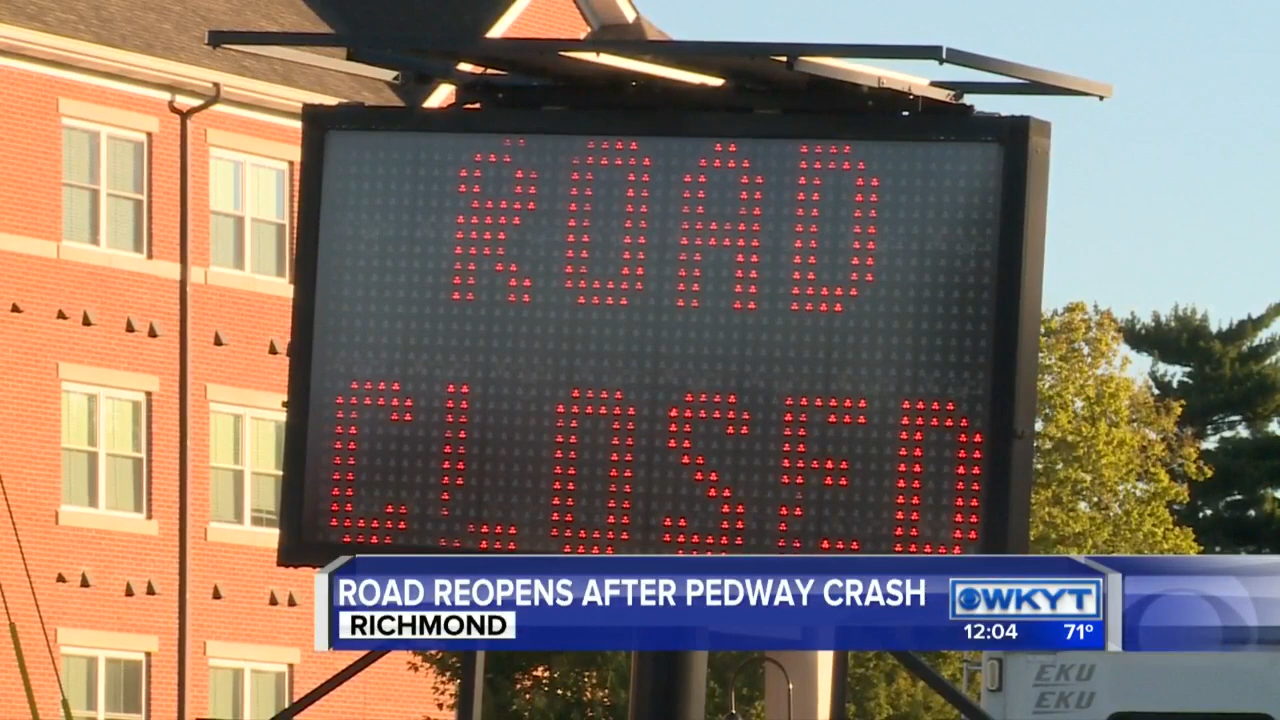 ROAD
CLOSED
ROAD REOPENS AFTER PEDWAY CRASH
RICHMOND
WKYT
12:04 71°
EKU
EKU